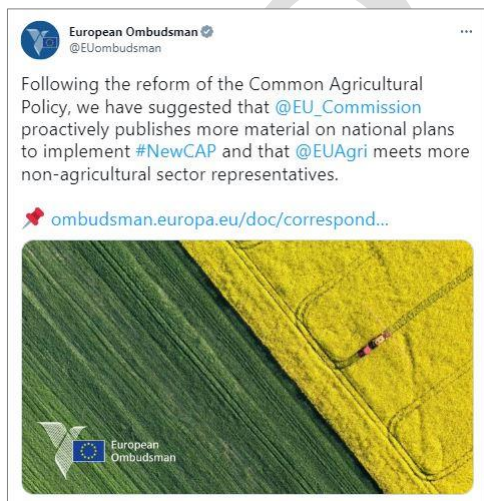 European Ombudsman
@EUombudsman
Following the reform of the Common Agricultural
Policy, we have suggested that @EU_Commission
proactively publishes more material on national plans
to implement #NewCAP and that @EUAgri meets more
non-agricultural sector representatives.
ombudsman.europa.eu/doc/correspond...
European
Ombudsman